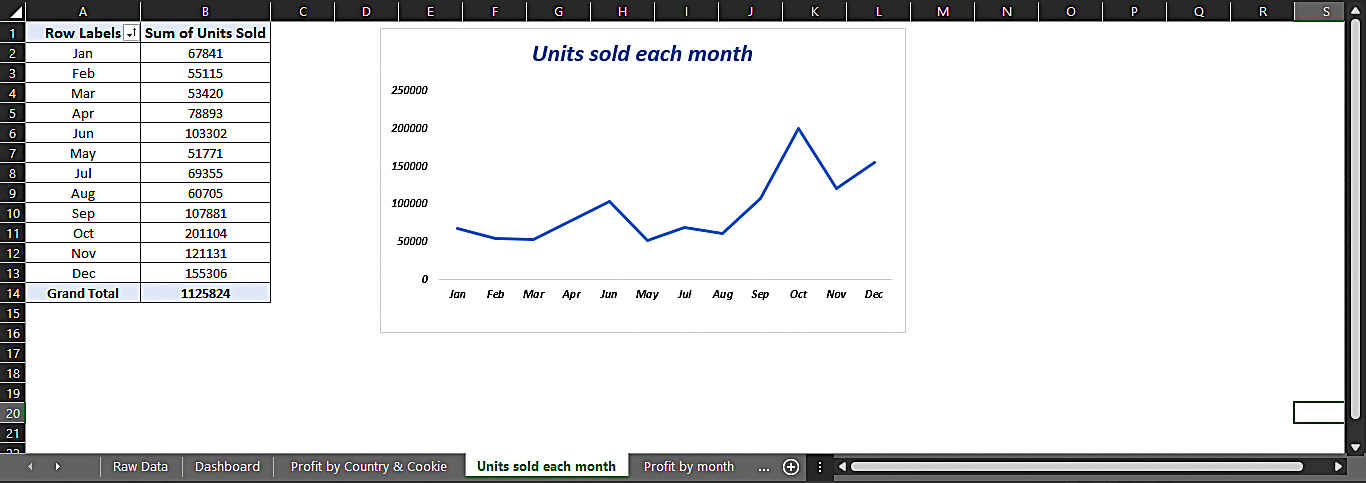 A B C D E F G H I J K L M N O P Q R S
1 Row Labels Sum of Units Sold
2 Jan 67841
3 Feb 55115
4 Mar 53420
5 Apr 78893
6 Jun 103302
7 May 51771
8 Jul 69355
9 Aug 60705
10 Sep 107881
11 Oct 201104
12 Nov 121131
13 Dec 155306
14 Grand Total 1125824
15
16
17
18
19
20
21
22
Units sold each month
250000
200000
150000
100000
50000
0
Jan Feb Mar Apr Jun May Jul Aug Sep Oct Nov Dec
Raw Data Dashboard Profit by Country & Cookie Units sold each month Profit by month ...